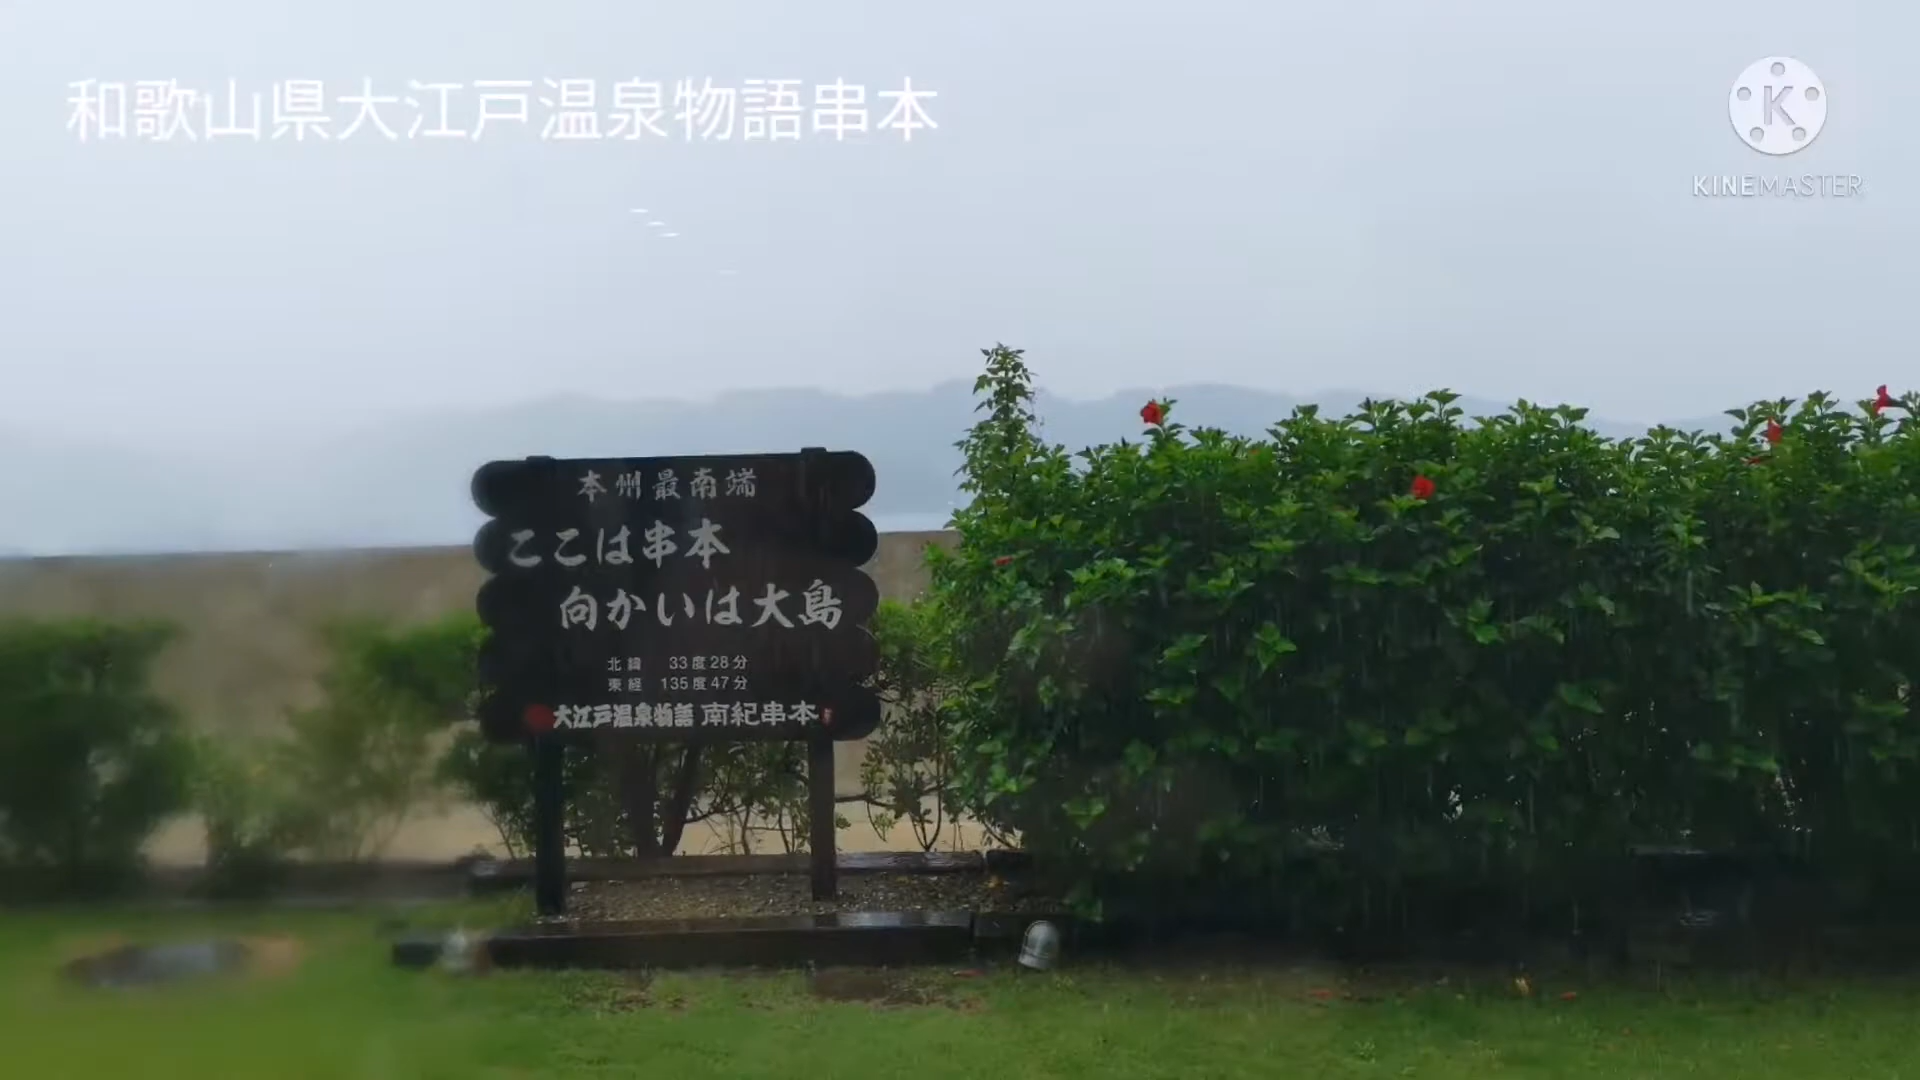 和歌山県大江戸温泉物語串本
K
KINEMASTER
本州最南端
ここは串本
向かいは大島
北緯 33度28分
東経 135度47分
大江戸温泉物語 南紀串本